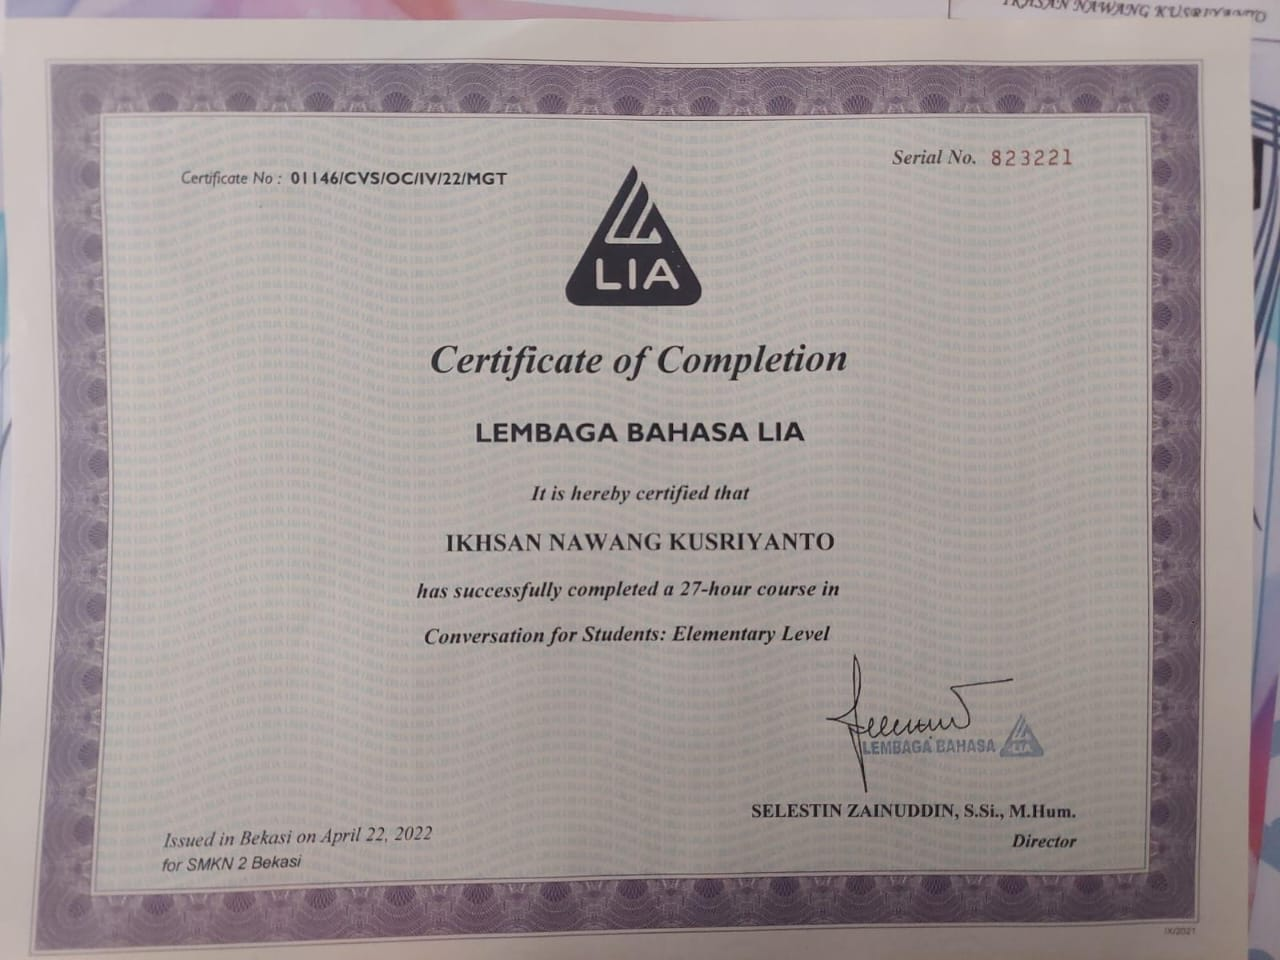 IKHSAN NAWANG KUSRIYANTO
Certificate No : 01146/CVS/OC/IV/22/MGT
Serial No. 823221
LIA
Certificate of Completion
LEMBAGA BAHASA LIA
It is hereby certified that
IKHSAN NAWANG KUSRIYANTO
has successfully completed a 27-hour course in
Conversation for Students: Elementary Level
LEMBAGA BAHASA LIA
SELESTIN ZAINUDDIN, S.Si., M.Hum.
Director
Issued in Bekasi on April 22, 2022
for SMKN 2 Bekasi
IX/2021